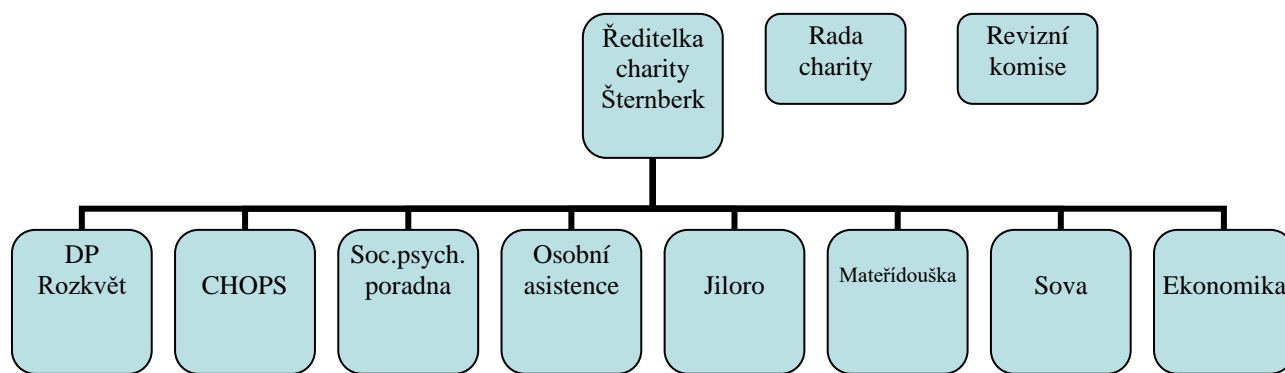 Ředitelka
charity
Šternberk
Rada
charity
Revizní
komise
DP
Rozkvět
CHOPS
Soc.psych.
poradna
Osobní
asistence
Jiloro
Mateřídouška
Sova
Ekonomika